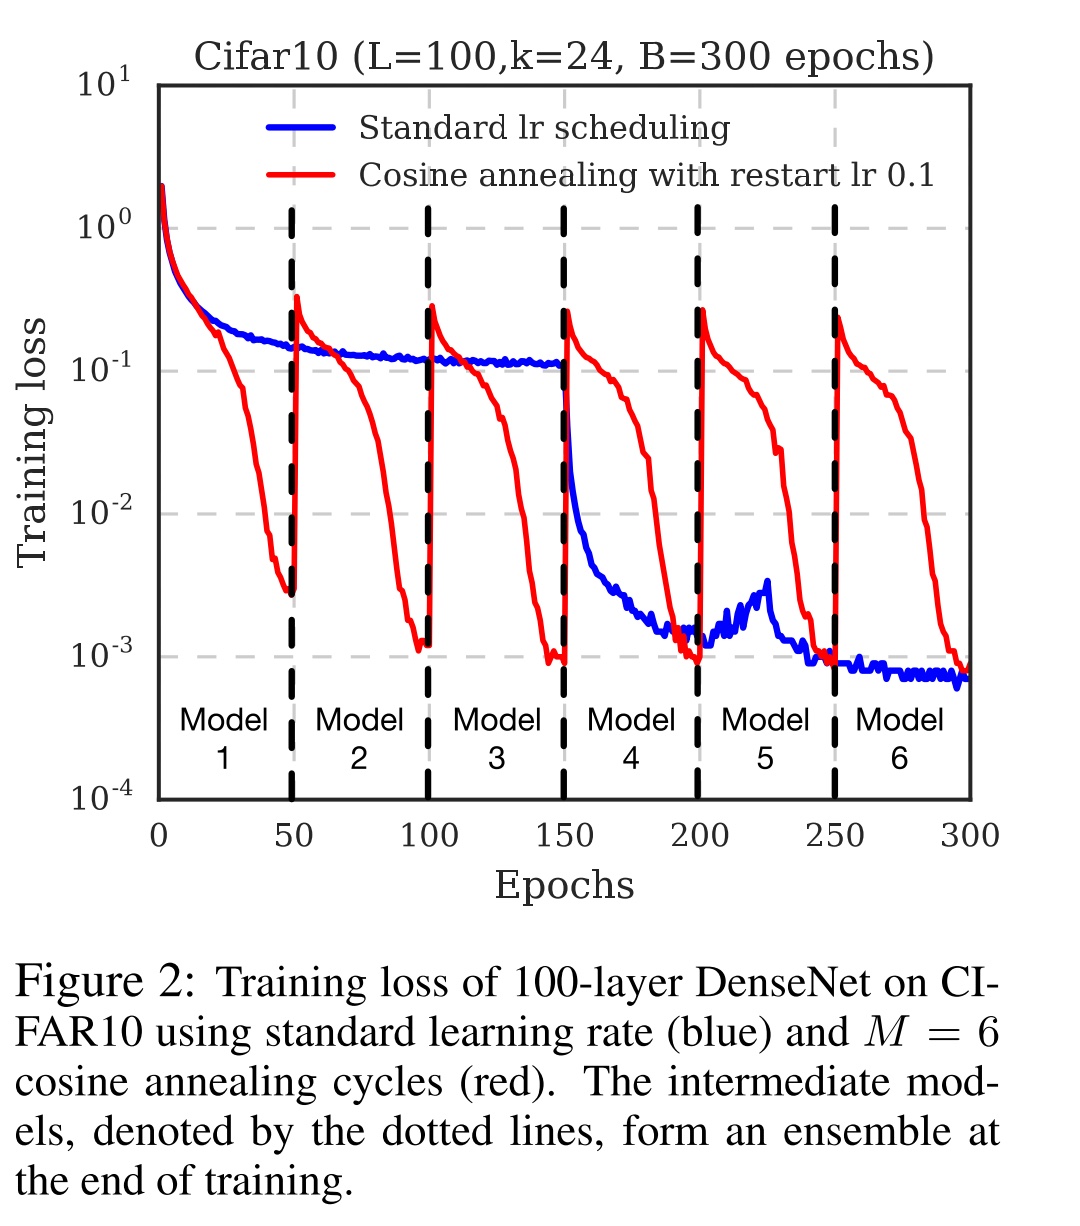 Cifar10 (L=100,k=24, B=300 epochs)
10^1
Standard lr scheduling
Cosine annealing with restart lr 0.1
10^0
10^-1
10^-2
10^-3
10^-4
Training loss
Model 1
Model 2
Model 3
Model 4
Model 5
Model 6
0 50 100 150 200 250 300
Epochs
Figure 2: Training loss of 100-layer DenseNet on CI-
FAR10 using standard learning rate (blue) and M = 6
cosine annealing cycles (red). The intermediate mod-
els, denoted by the dotted lines, form an ensemble at
the end of training.